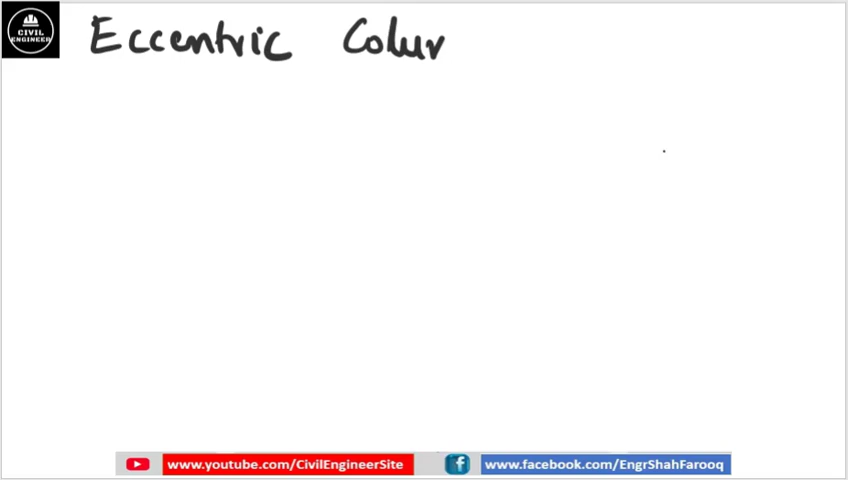 CIVIL
ENGINEER
Eccentric Colur
www.youtube.com/CivilEngineerSite
www.facebook.com/EngrShahFarooq